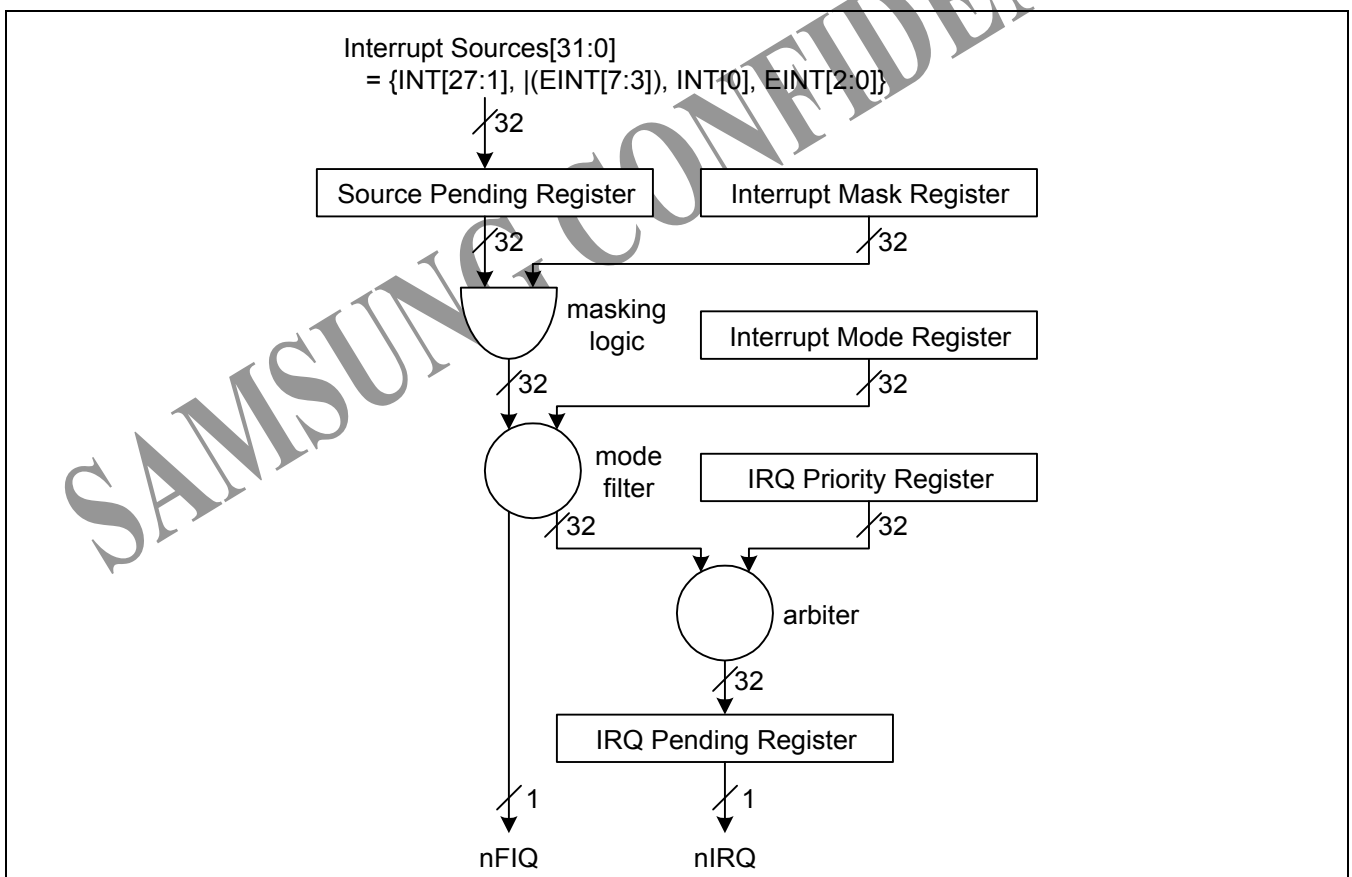 Interrupt Sources[31:0]
= {INT[27:1], |(EINT[7:3]), INT[0], EINT[2:0]}
32
Source Pending Register
Interrupt Mask Register
32
32
masking
logic
Interrupt Mode Register
32
32
mode
filter
IRQ Priority Register
32
32
arbiter
32
IRQ Pending Register
1
1
nFIQ
nIRQ
SAMSUNG